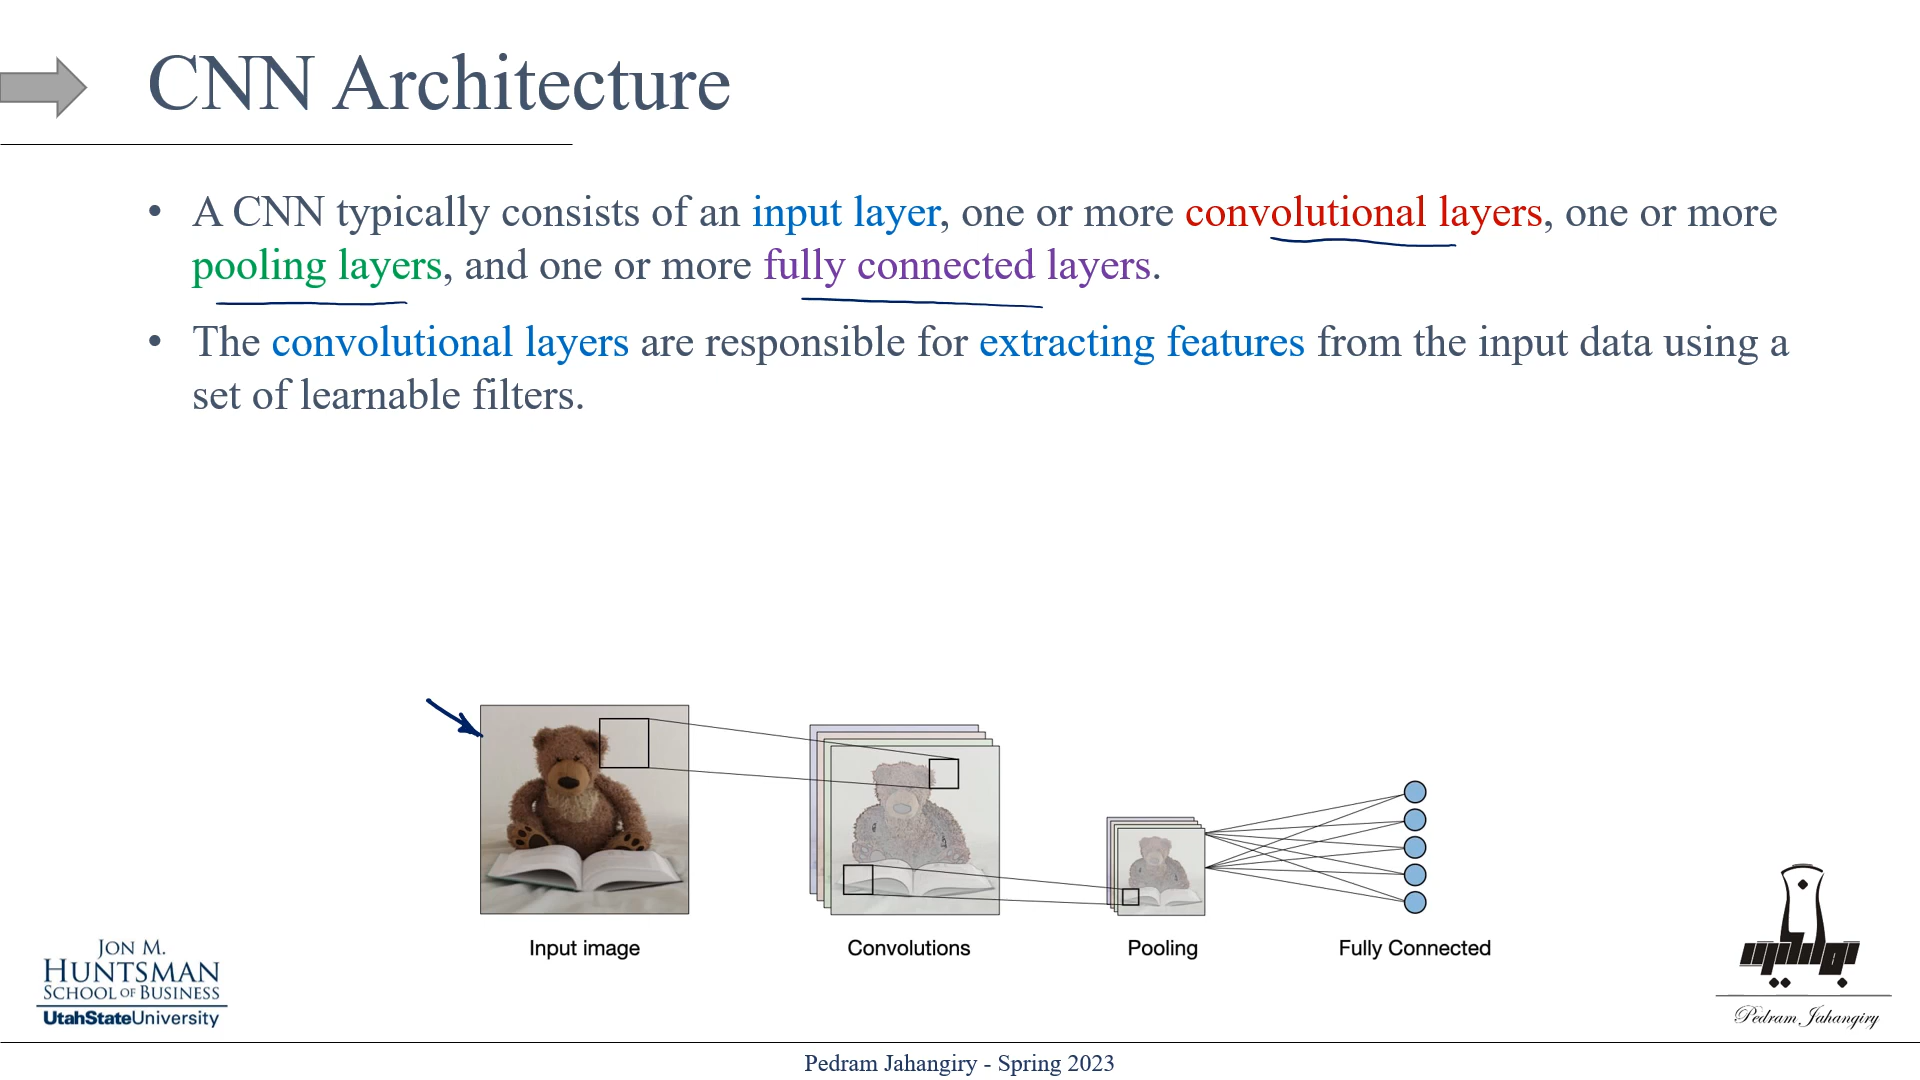 CNN Architecture
• A CNN typically consists of an input layer, one or more convolutional layers, one or more
pooling layers, and one or more fully connected layers.
• The convolutional layers are responsible for extracting features from the input data using a
set of learnable filters.
Input image
Convolutions
Pooling
Fully Connected
JON M.
HUNTSMAN
SCHOOL OF BUSINESS
UtahStateUniversity
Pedram Jahangiry
Pedram Jahangiry - Spring 2023